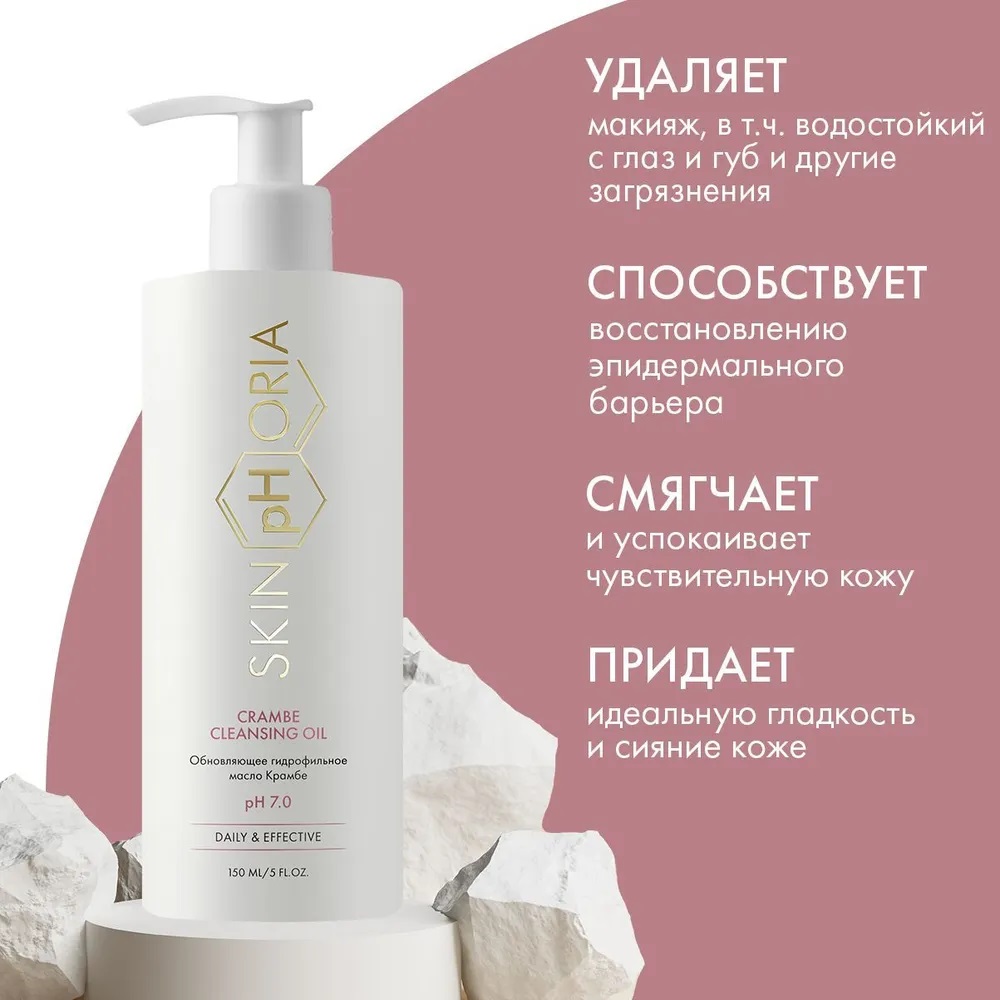 УДАЛЯЕТ
макияж, в т.ч. водостойкий
с глаз и губ и другие
загрязнения
СПОСОБСТВУЕТ
восстановлению
эпидермального
барьера
СМЯГЧАЕТ
и успокаивает
чувствительную кожу
ПРИДАЕТ
идеальную гладкость
и сияние коже
SKIN pH ORIA
CRAMBE
CLEANSING OIL
Обновляющее гидрофильное
масло Крамбе
pH 7.0
DAILY & EFFECTIVE
150 ML/5 FL.OZ.